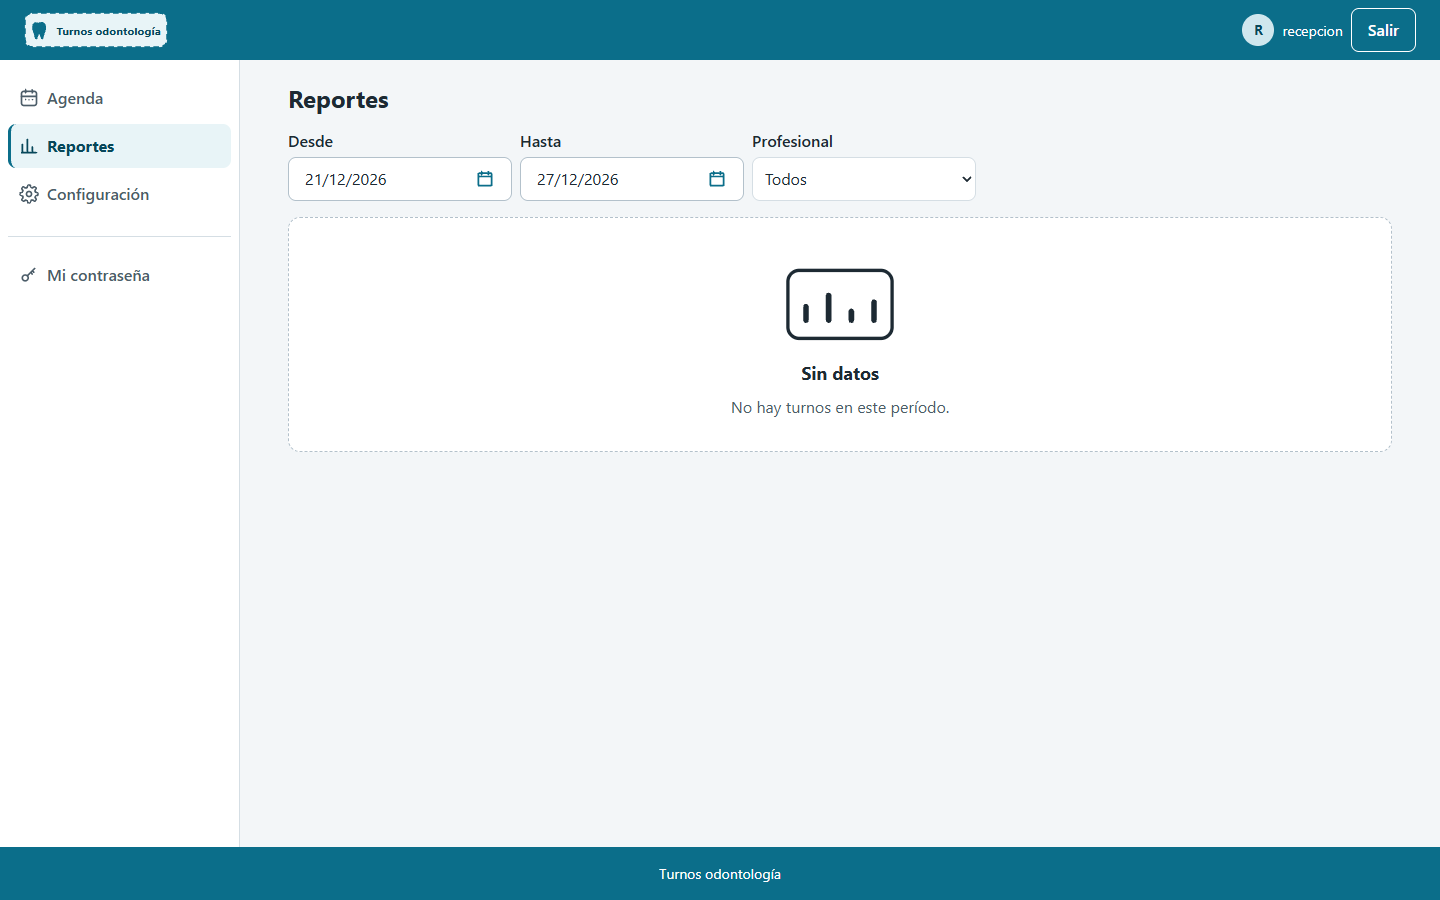 Turnos odontología
R
recepcion
Salir
Agenda
Reportes
Configuración
Mi contraseña
Reportes
Desde
Hasta
Profesional
21/12/2026
27/12/2026
Todos
Sin datos
No hay turnos en este período.
Turnos odontología